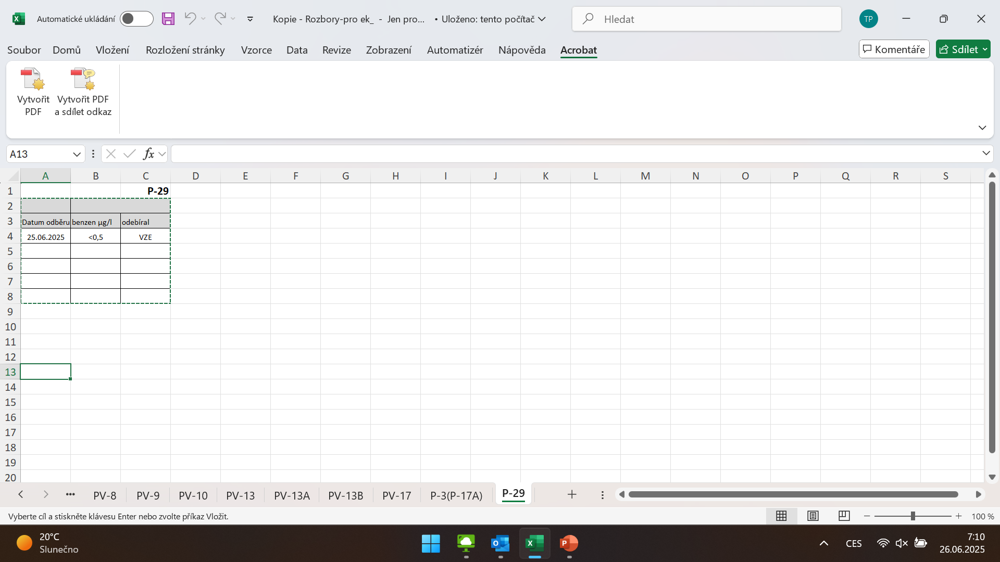 Automatické ukládání
Kopie - Rozbory-pro ek_ - Jen pro... • Uloženo: tento počítač
Hledat
TP
Soubor Domů Vložení Rozložení stránky Vzorce Data Revize Zobrazení Automatizér Nápověda Acrobat
Komentáře
Sdílet
Vytvořit
PDF
Vytvořit PDF
a sdílet odkaz
A13
fx
A B C D E F G H I J K L M N O P Q R S
1 P-29
2
3 Datum odběru benzen µg/l odebíral
4 25.06.2025 <0,5 VZE
5
6
7
8
9
10
11
12
13
14
15
16
17
18
19
20
... PV-8 PV-9 PV-10 PV-13 PV-13A PV-13B PV-17 P-3(P-17A) P-29
Vyberte cíl a stiskněte klávesu Enter nebo zvolte příkaz Vložit.
100 %
20°C
Slunečno
CES
7:10
26.06.2025